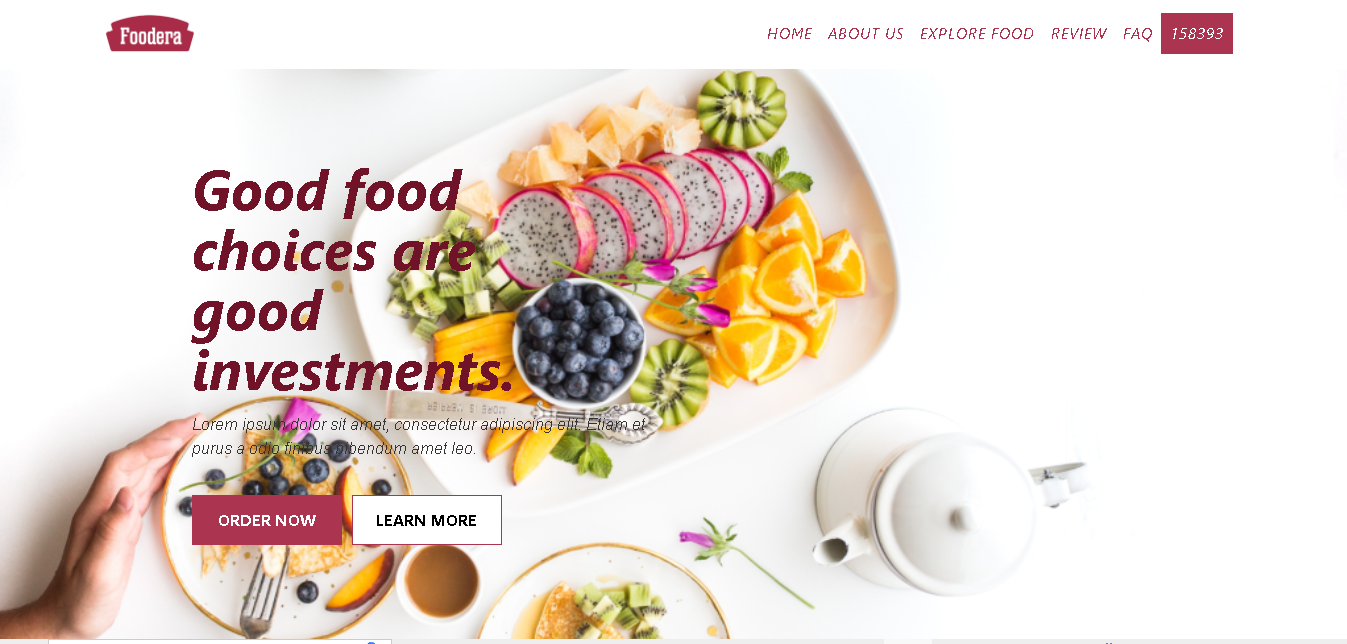 Foodera
HOME ABOUT US EXPLORE FOOD REVIEW FAQ 158393
Good food
choices are
good
investments.
Lorem ipsum dolor sit amet, consectetur adipiscing elit. Etiam et
purus a odio finibus bibendum amet leo.
ORDER NOW LEARN MORE